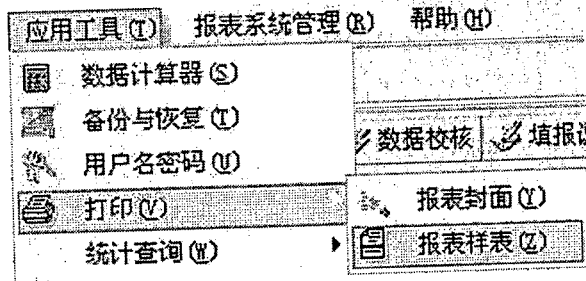 应用工具(T) 报表系统管理(R) 帮助(H)
数据计算器(S)
备份与恢复(T)
数据校核 填报
用户名密码(U)
打印(V) 报表封面(Y)
统计查询(W) 报表样表(Z)